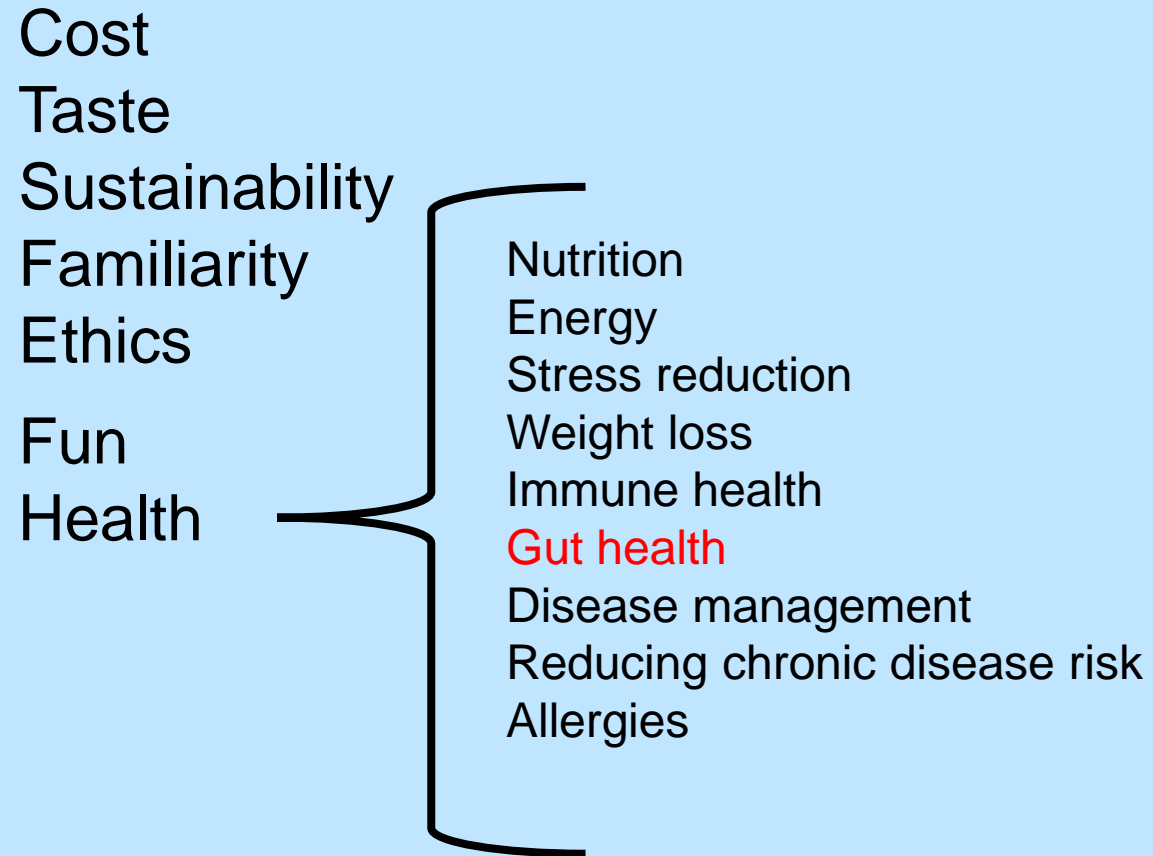 Cost
Taste
Sustainability
Familiarity
Ethics
Fun
Health
Nutrition
Energy
Stress reduction
Weight loss
Immune health
Gut health
Disease management
Reducing chronic disease risk
Allergies